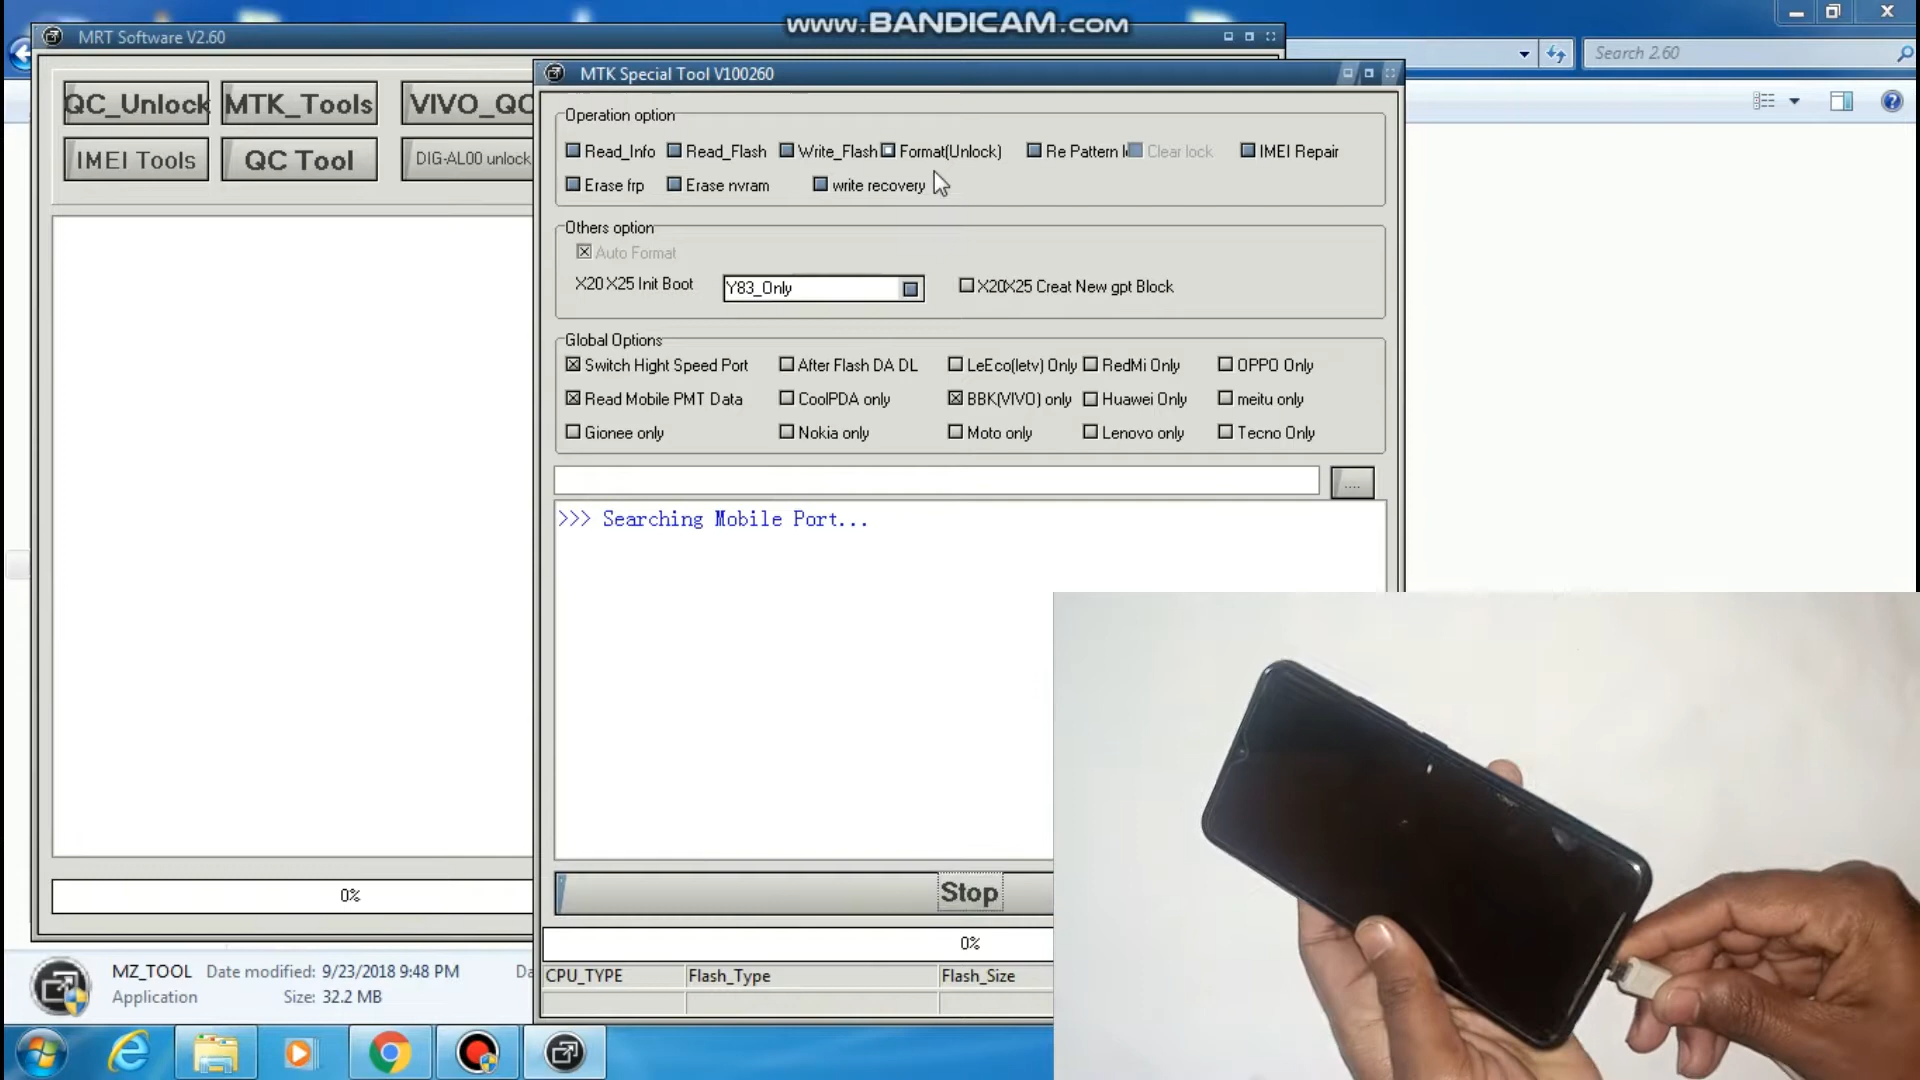 www.BANDICAM.com
MRT Software V2.60
Search 2.60
MTK Special Tool V100260
QC_Unlock
MTK_Tools
VIVO_QC
IMEI Tools
QC Tool
DIG-AL00 unlock
Operation option
Read_Info
Read_Flash
Write_Flash
Format(Unlock)
Re Pattern l
Clear lock
IMEI Repair
Erase frp
Erase nvram
write recovery
Others option
Auto Format
X20 X25 Init Boot
Y83_Only
X20X25 Creat New gpt Block
Global Options
Switch Hight Speed Port
After Flash DA DL
LeEco(letv) Only
RedMi Only
OPPO Only
Read Mobile PMT Data
CoolPDA only
BBK(VIVO) only
Huawei Only
meitu only
Gionee only
Nokia only
Moto only
Lenovo only
Tecno Only
....
>>> Searching Mobile Port...
Stop
0%
0%
CPU_TYPE
Flash_Type
Flash_Size
MZ_TOOL
Date modified: 9/23/2018 9:48 PM
Da
Application
Size: 32.2 MB